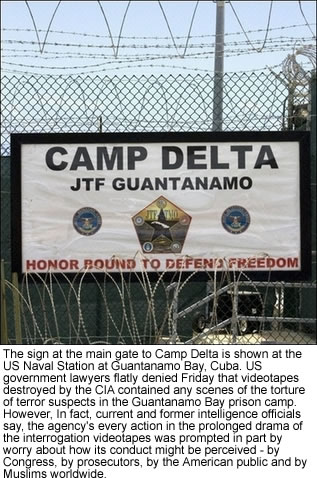 CAMP DELTA
JTF GUANTANAMO
JTF GTMO
HONOR BOUND TO DEFEND FREEDOM
The sign at the main gate to Camp Delta is shown at the
US Naval Station at Guantanamo Bay, Cuba. US
government lawyers flatly denied Friday that videotapes
destroyed by the CIA contained any scenes of the torture
of terror suspects in the Guantanamo Bay prison camp.
However, In fact, current and former intelligence officials
say, the agency's every action in the prolonged drama of
the interrogation videotapes was prompted in part by
worry about how its conduct might be perceived - by
Congress, by prosecutors, by the American public and by
Muslims worldwide.